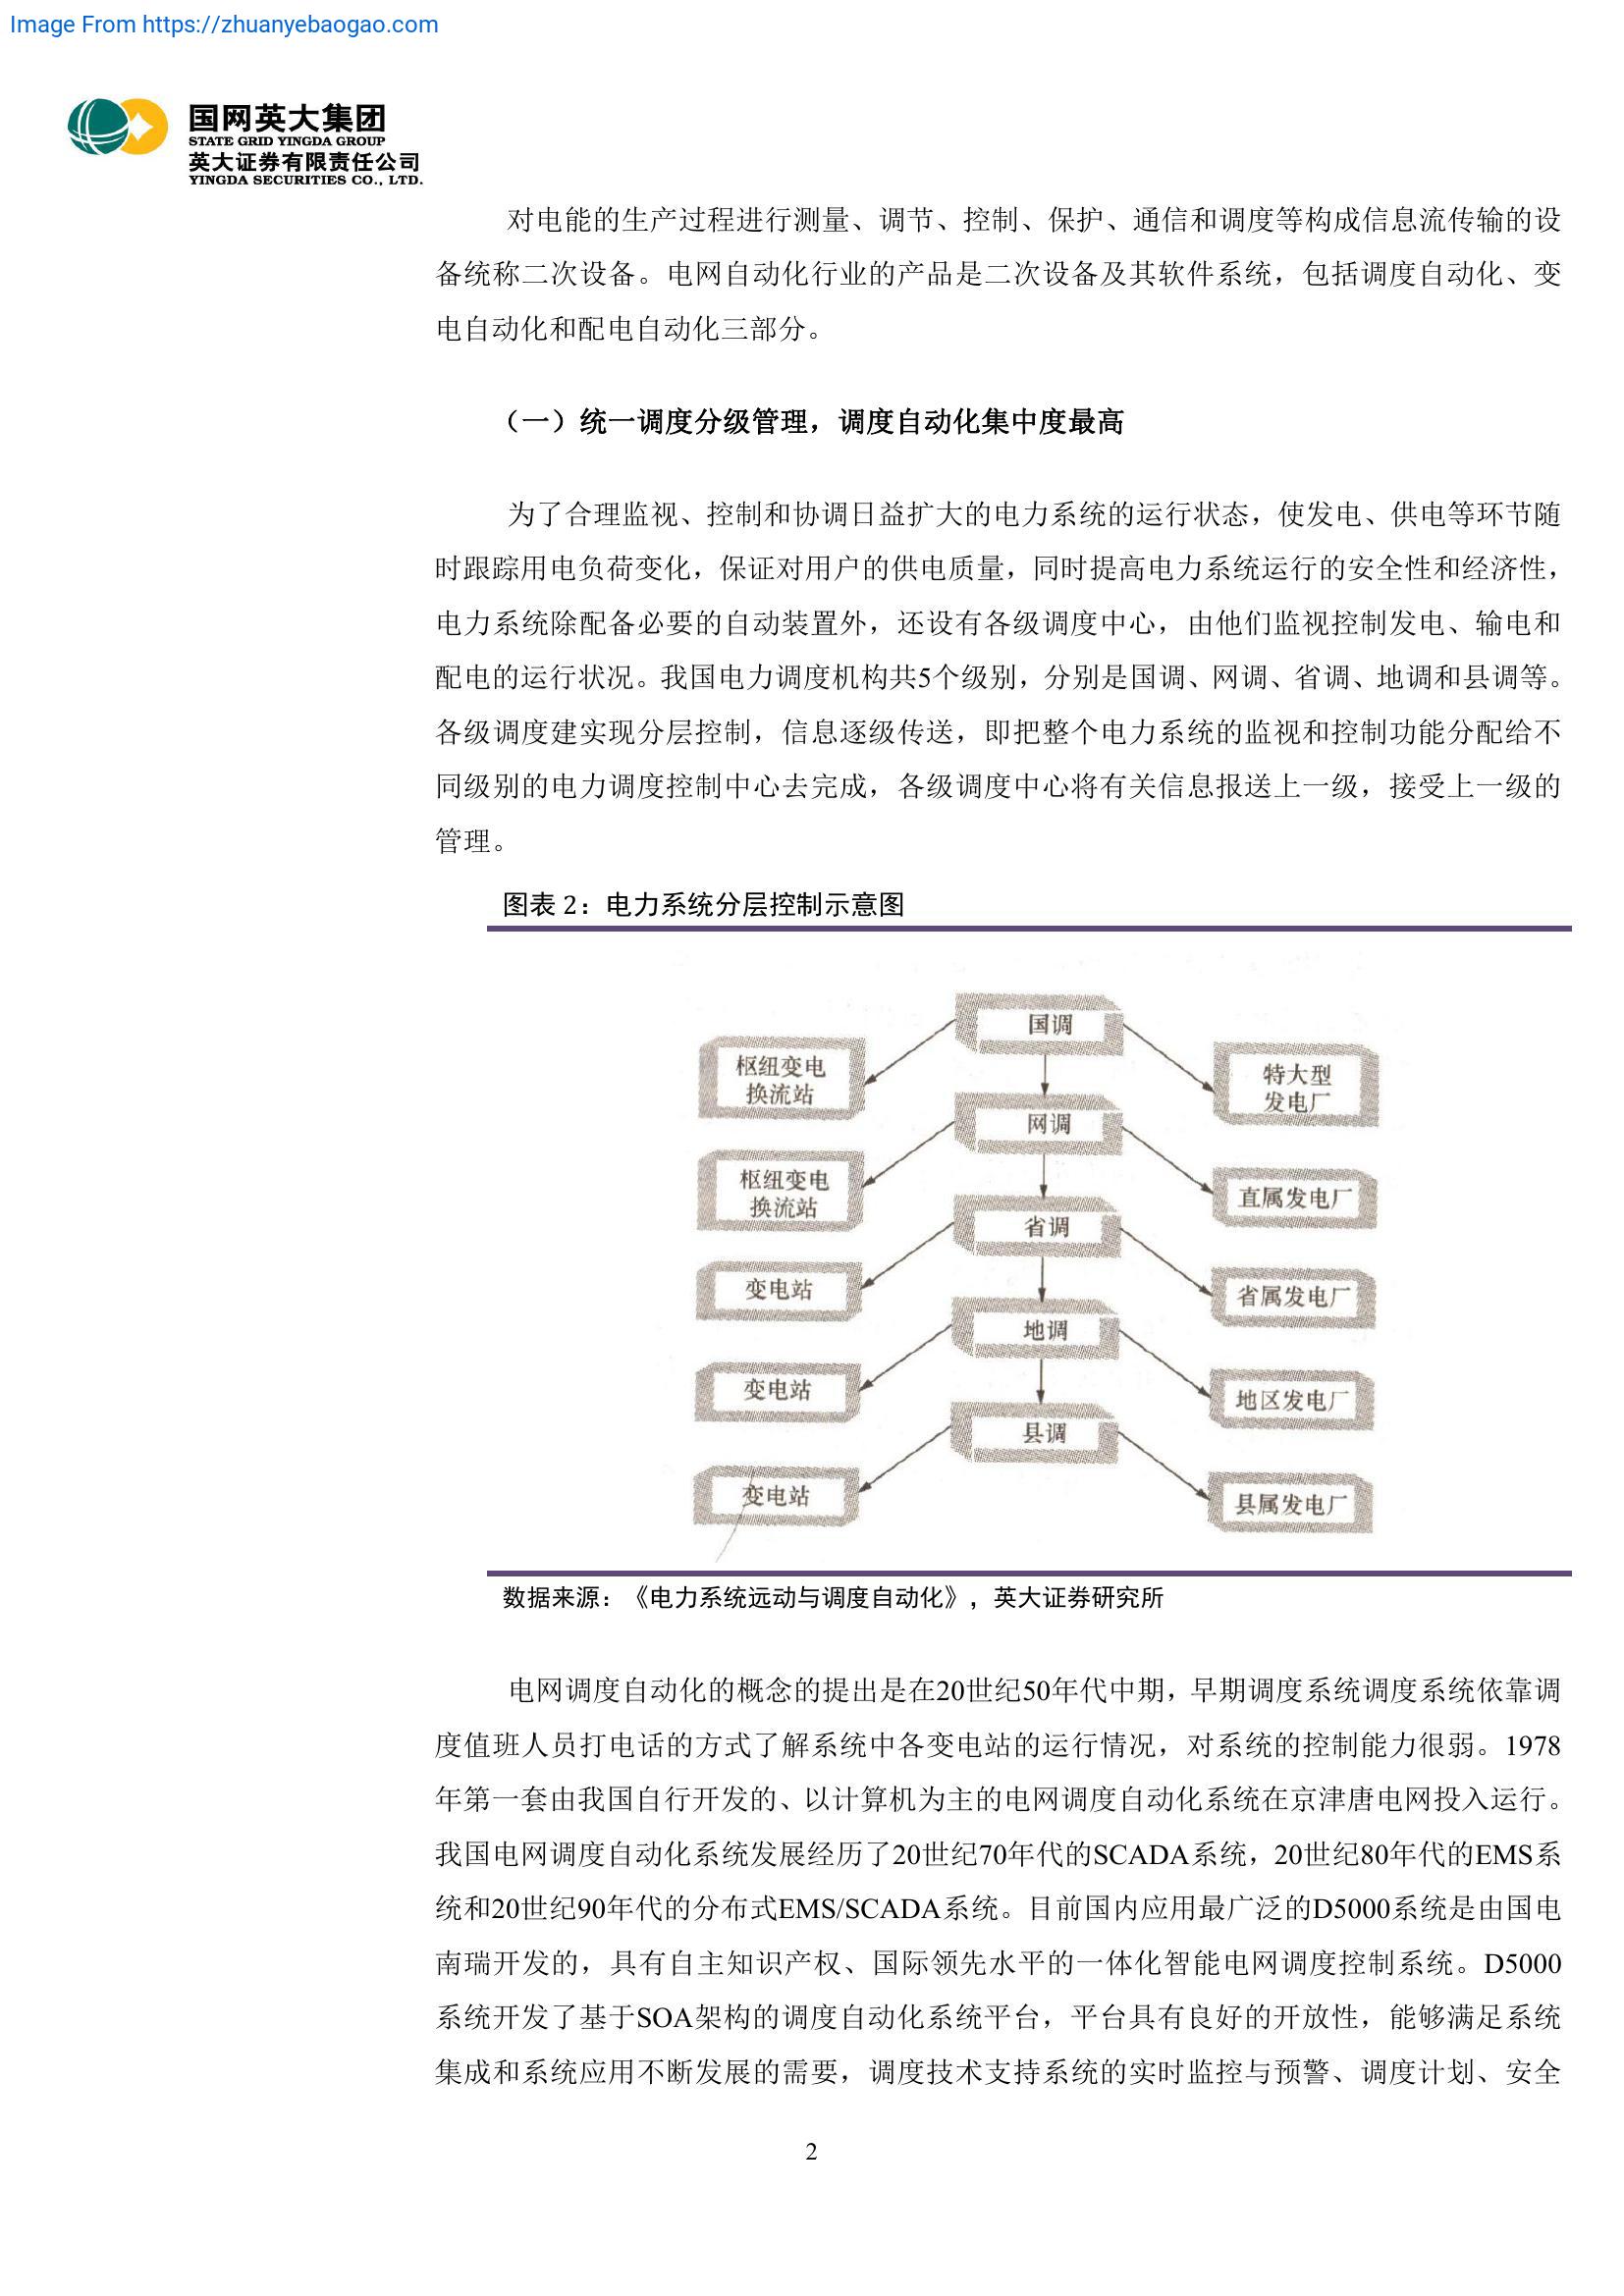 Image From https://zhuanyebaogao.com
国网英大集团
STATE GRID YINGDA GROUP
英大证券有限责任公司
YINGDA SECURITIES CO., LTD.
对电能的生产过程进行测量、调节、控制、保护、通信和调度等构成信息流传输的设
备统称二次设备。电网自动化行业的产品是二次设备及其软件系统，包括调度自动化、变
电自动化和配电自动化三部分。
（一）统一调度分级管理，调度自动化集中度最高
为了合理监视、控制和协调日益扩大的电力系统的运行状态，使发电、供电等环节随
时跟踪用电负荷变化，保证对用户的供电质量，同时提高电力系统运行的安全性和经济性，
电力系统除配备必要的自动装置外，还设有各级调度中心，由他们监视控制发电、输电和
配电的运行状况。我国电力调度机构共5个级别，分别是国调、网调、省调、地调和县调等。
各级调度建实现分层控制，信息逐级传送，即把整个电力系统的监视和控制功能分配给不
同级别的电力调度控制中心去完成，各级调度中心将有关信息报送上一级，接受上一级的
管理。
图表 2：电力系统分层控制示意图
国调
枢纽变电
换流站
特大型
发电厂
网调
枢纽变电
换流站
直属发电厂
省调
变电站
省属发电厂
地调
变电站
地区发电厂
县调
变电站
县属发电厂
数据来源：《电力系统远动与调度自动化》，英大证券研究所
电网调度自动化的概念的提出是在20世纪50年代中期，早期调度系统调度系统依靠调
度值班人员打电话的方式了解系统中各变电站的运行情况，对系统的控制能力很弱。1978
年第一套由我国自行开发的、以计算机为主的电网调度自动化系统在京津唐电网投入运行。
我国电网调度自动化系统发展经历了20世纪70年代的SCADA系统，20世纪80年代的EMS系
统和20世纪90年代的分布式EMS/SCADA系统。目前国内应用最广泛的D5000系统是由国电
南瑞开发的，具有自主知识产权、国际领先水平的一体化智能电网调度控制系统。D5000
系统开发了基于SOA架构的调度自动化系统平台，平台具有良好的开放性，能够满足系统
集成和系统应用不断发展的需要，调度技术支持系统的实时监控与预警、调度计划、安全
2